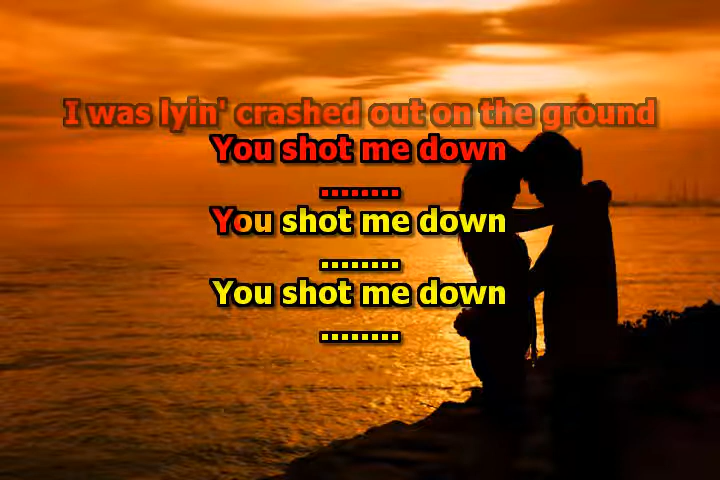 I was lyin' crashed out on the ground
You shot me down
........
You shot me down
........
You shot me down
........